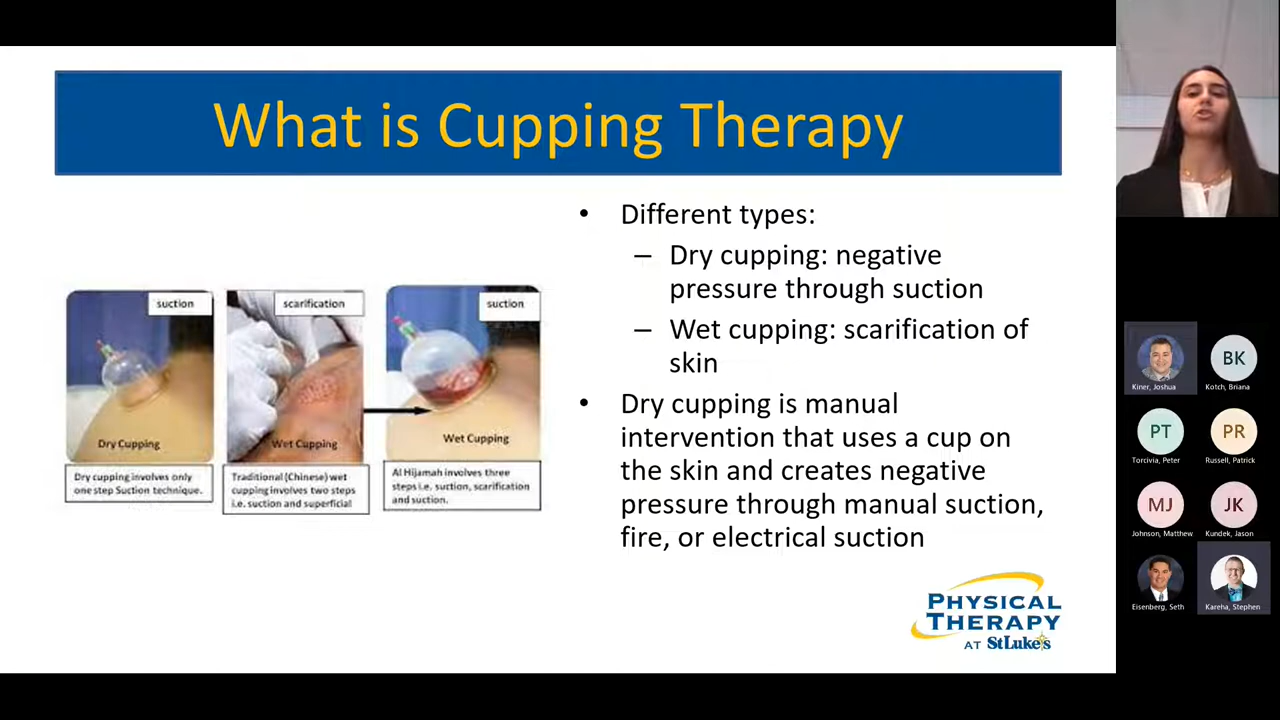 What is Cupping Therapy
suction
scarification
suction
Dry Cupping
Wet Cupping
Wet Cupping
Dry cupping involves only
one step Suction technique.
Traditional (Chinese) wet
cupping involves two steps
i.e. suction and superficial
Al Hijamah involves three
steps i.e. suction, scarification
and suction.
• Different types:
– Dry cupping: negative
pressure through suction
– Wet cupping: scarification of
skin
• Dry cupping is manual
intervention that uses a cup on
the skin and creates negative
pressure through manual suction,
fire, or electrical suction
PHYSICAL
THERAPY
AT StLuke's
Kiner, Joshua
BK
Kotch, Briana
PT
Torcivia, Peter
PR
Russell, Patrick
MJ
Johnson, Matthew
JK
Kundek, Jason
Eisenberg, Seth
Kareha, Stephen